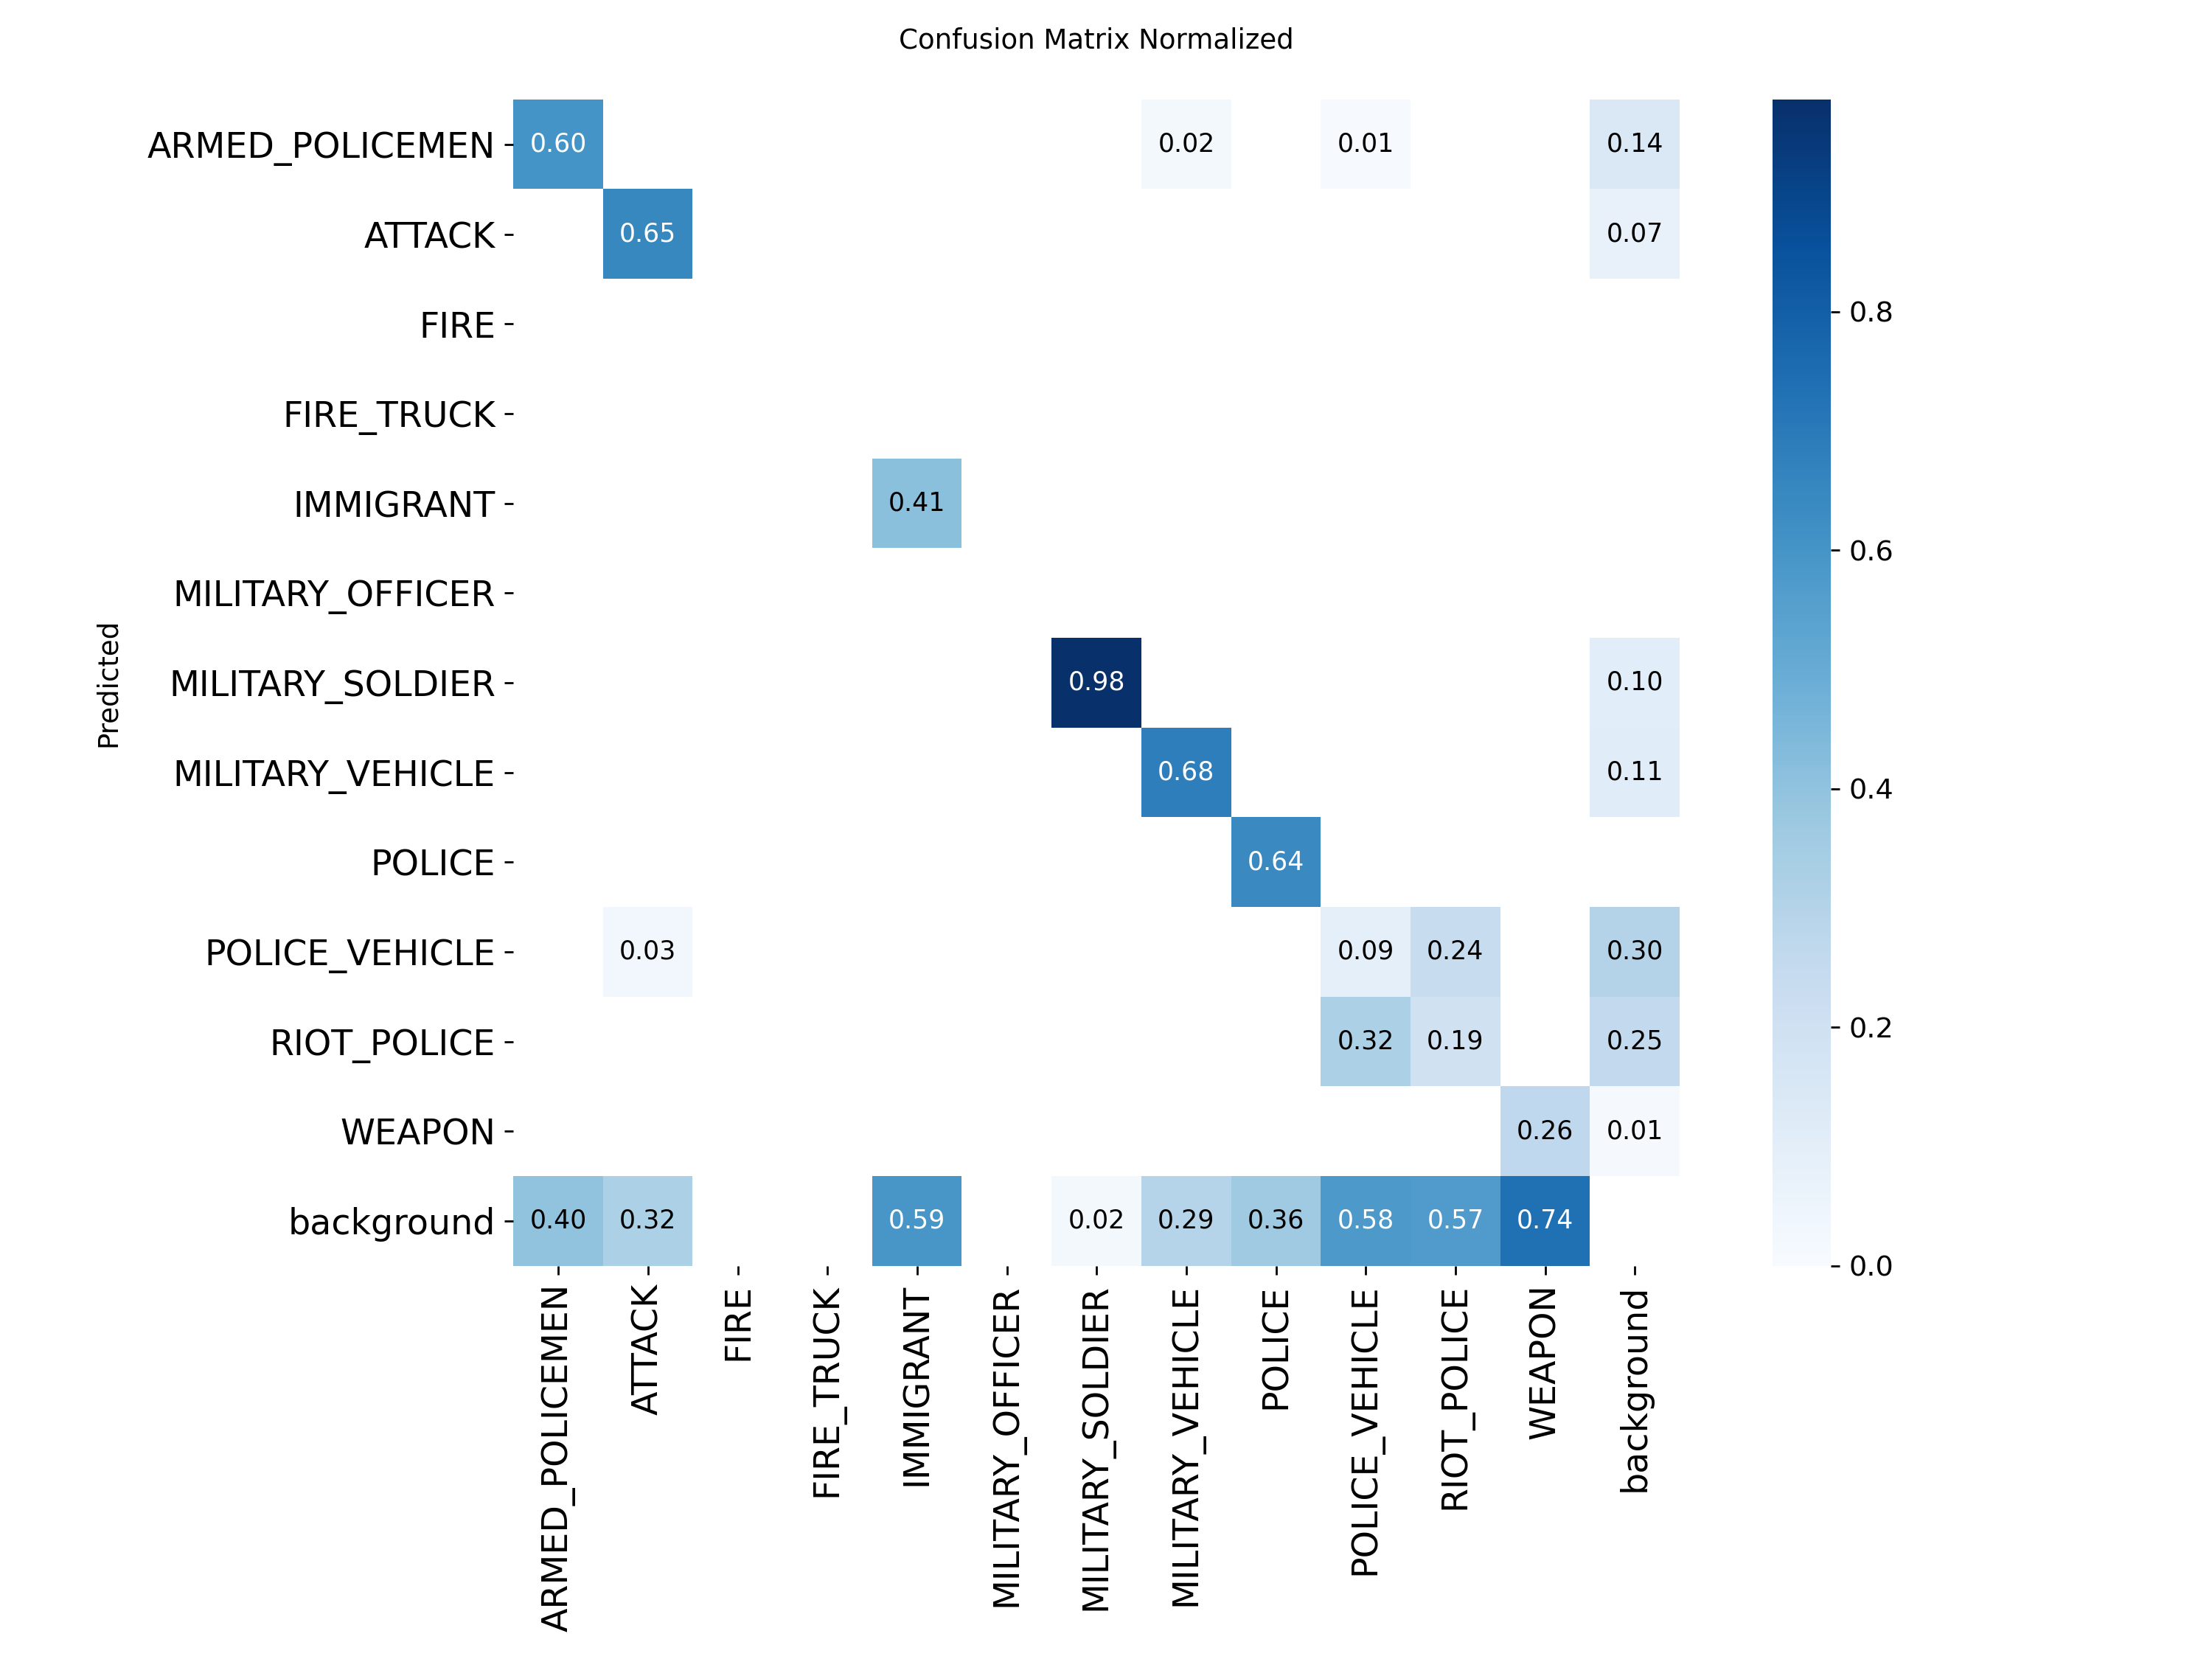 Confusion Matrix Normalized
ARMED_POLICEMEN 0.60 0.02 0.01 0.14
ATTACK 0.65 0.07
FIRE
FIRE_TRUCK
IMMIGRANT 0.41
MILITARY_OFFICER
MILITARY_SOLDIER 0.98 0.10
MILITARY_VEHICLE 0.68 0.11
POLICE 0.64
POLICE_VEHICLE 0.03 0.09 0.24 0.30
RIOT_POLICE 0.32 0.19 0.25
WEAPON 0.26 0.01
background 0.40 0.32 0.59 0.02 0.29 0.36 0.58 0.57 0.74
Predicted
ARMED_POLICEMEN
ATTACK
FIRE
FIRE_TRUCK
IMMIGRANT
MILITARY_OFFICER
MILITARY_SOLDIER
MILITARY_VEHICLE
POLICE
POLICE_VEHICLE
RIOT_POLICE
WEAPON
background
0.8
0.6
0.4
0.2
0.0